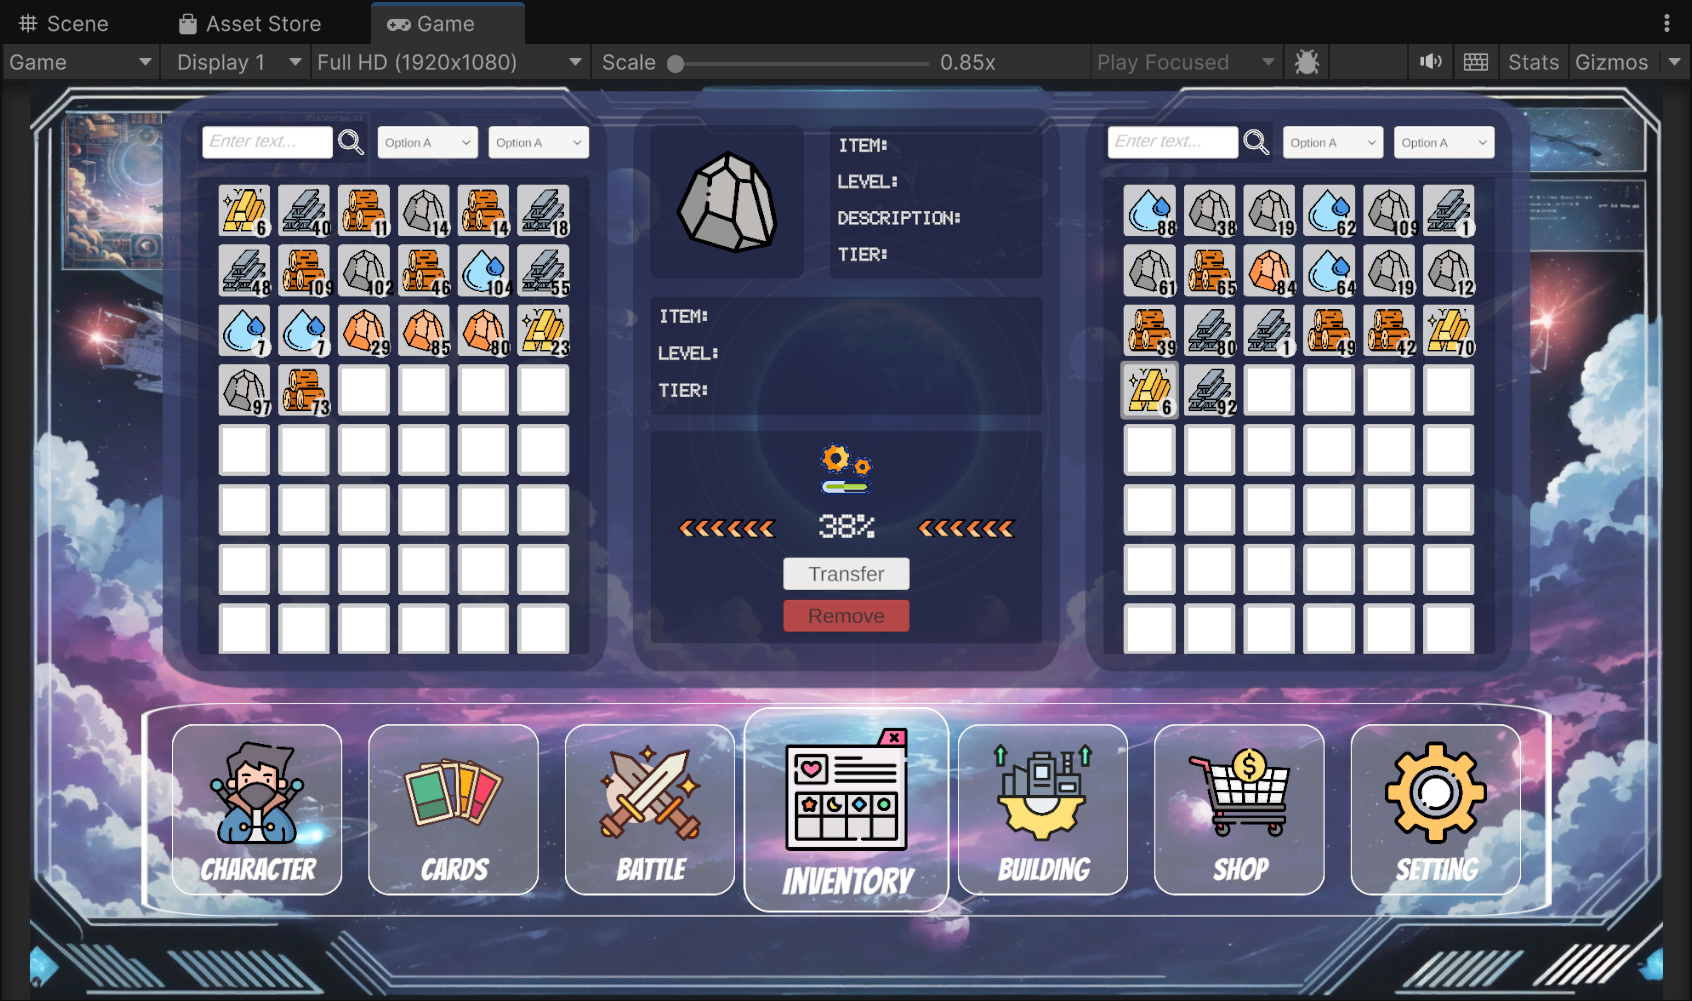 Scene
Asset Store
Game
Game
Display 1
Full HD (1920x1080)
Scale
0.85x
Play Focused
Stats
Gizmos
Enter text...
Option A
Option A
6 40 11 14 14 18
48 109 102 46 104 55
7 7 29 85 80 23
97 73
ITEM:
LEVEL:
DESCRIPTION:
TIER:
ITEM:
LEVEL:
TIER:
38%
Transfer
Remove
Enter text...
Option A
Option A
88 38 19 62 109 1
61 65 84 64 19 12
39 80 1 49 42 70
6 92
CHARACTER
CARDS
BATTLE
INVENTORY
BUILDING
SHOP
SETTING